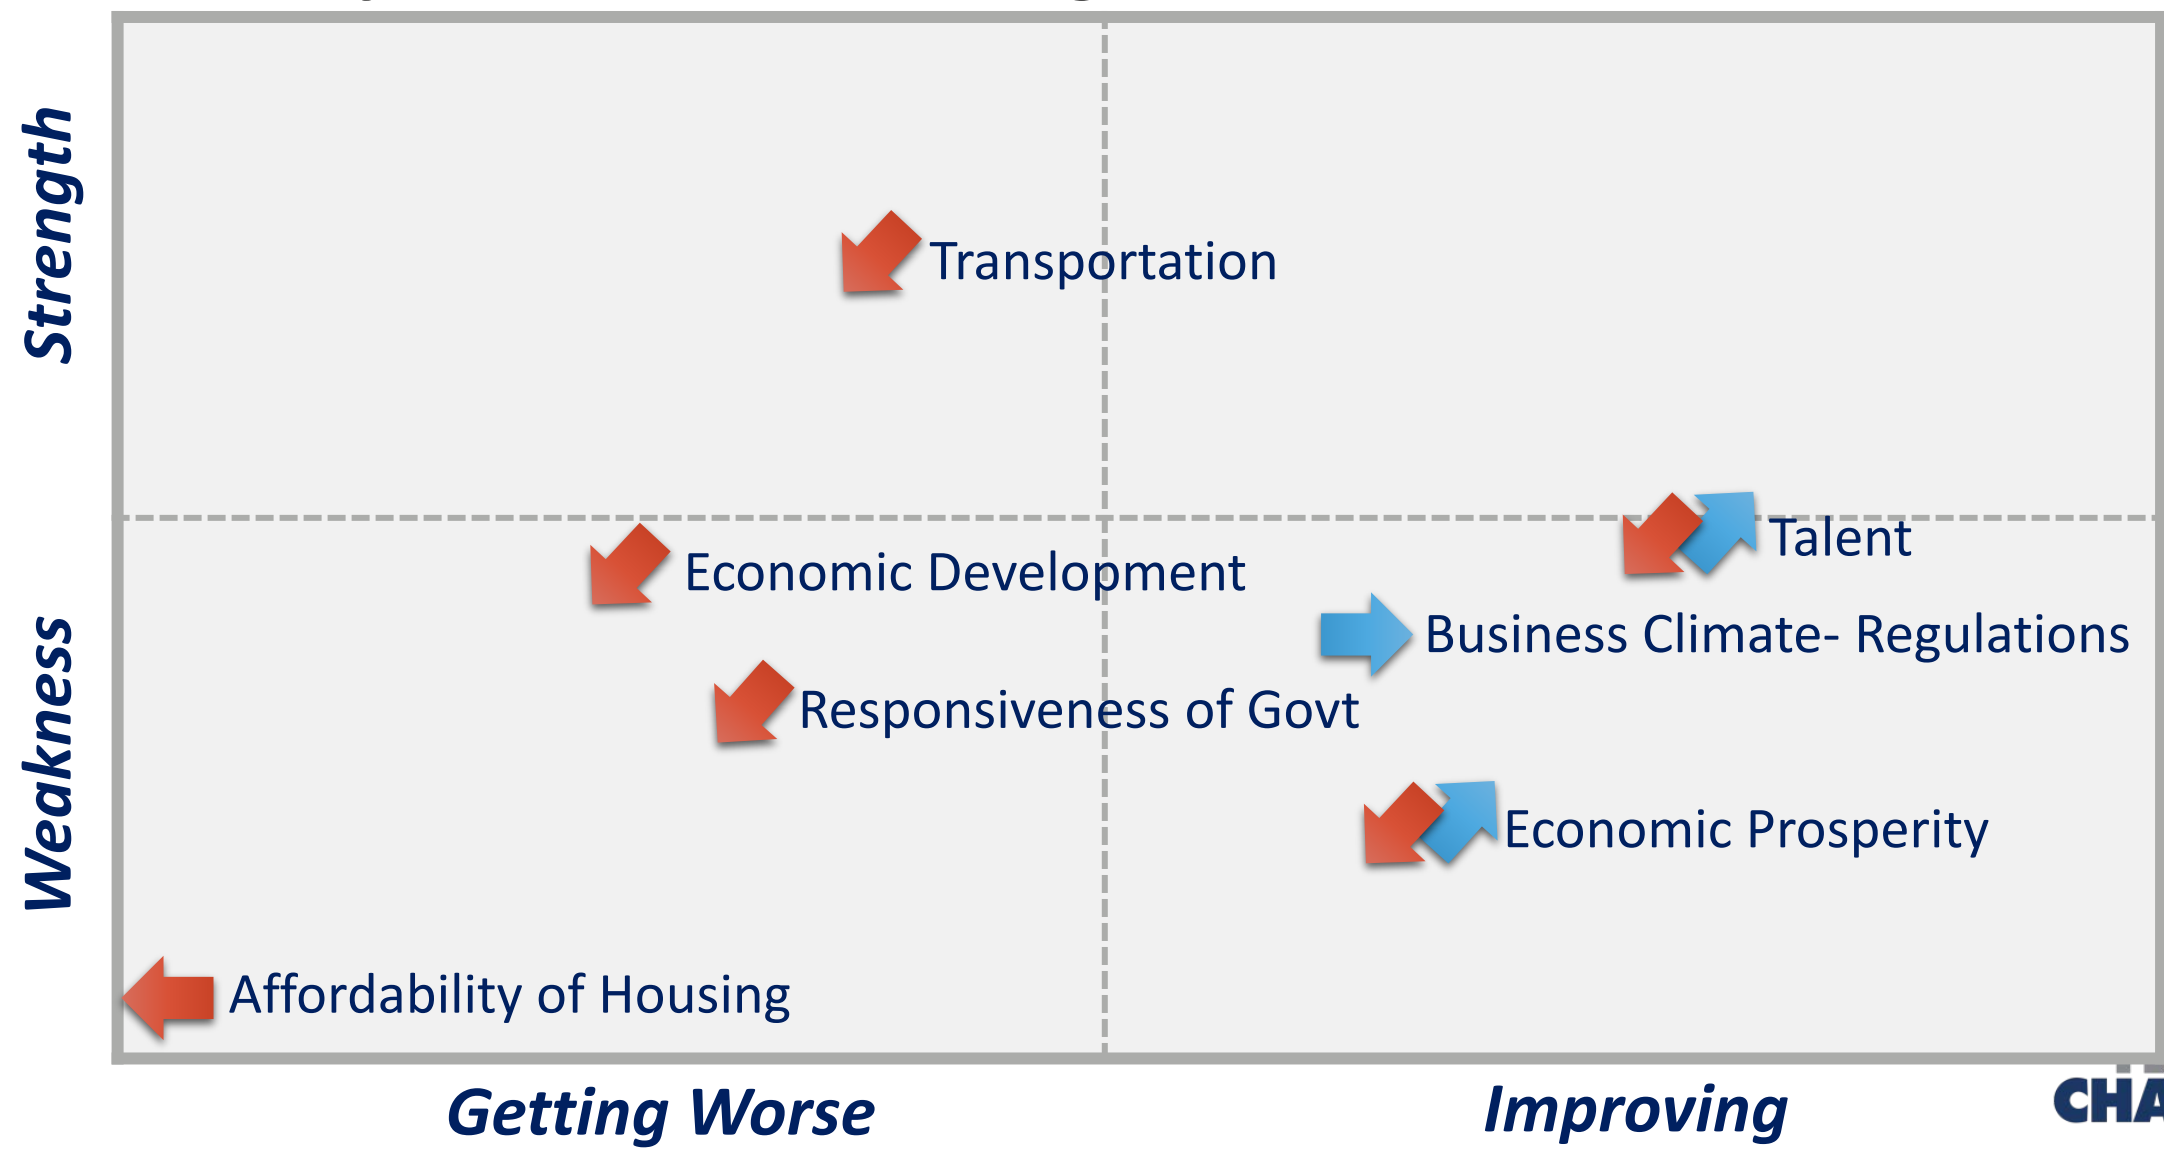 Strength
Transportation
Talent
Economic Development
Business Climate- Regulations
Responsiveness of Govt
Weakness
Economic Prosperity
Affordability of Housing
Getting Worse
Improving
CHA